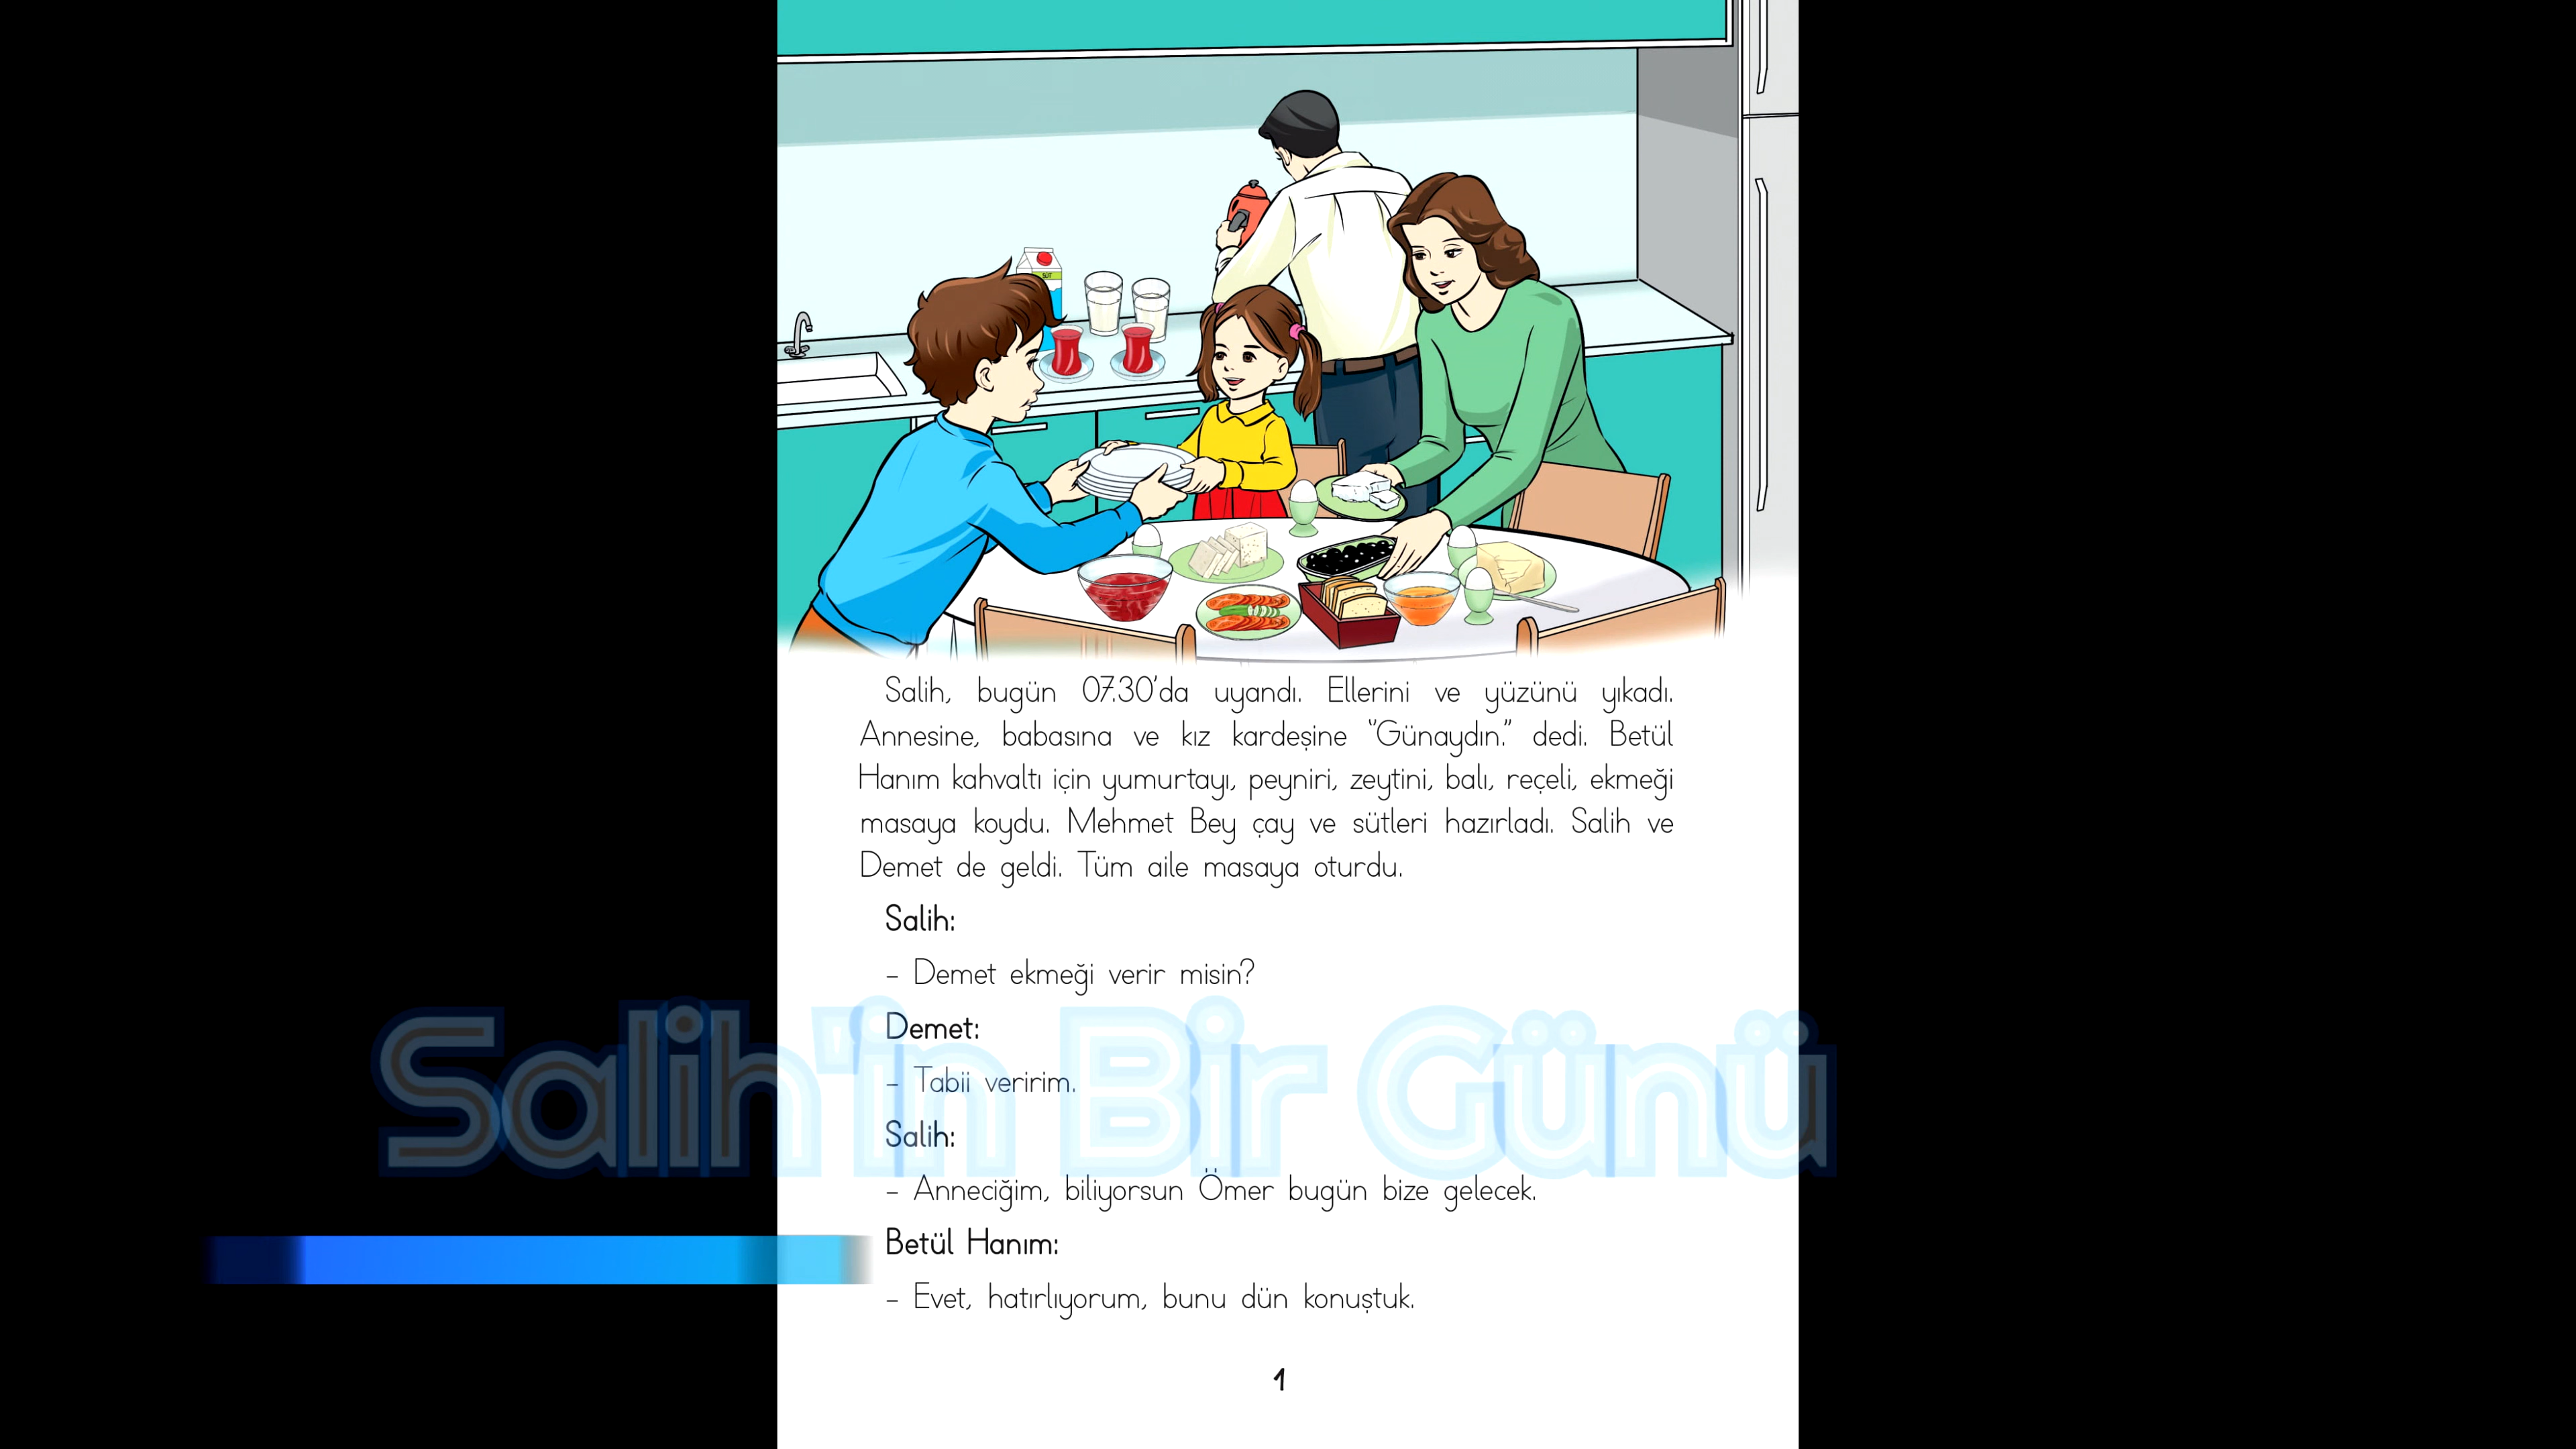 SÜT
Salih, bugün 07.30'da uyandı. Ellerini ve yüzünü yıkadı.
Annesine, babasına ve kız kardeşine "Günaydın." dedi. Betül
Hanım kahvaltı için yumurtayı, peyniri, zeytini, balı, reçeli, ekmeği
masaya koydu. Mehmet Bey çay ve sütleri hazırladı. Salih ve
Demet de geldi. Tüm aile masaya oturdu.
Salih:
– Demet ekmeği verir misin?
Demet:
– Tabii veririm.
Salih'in Bir Günü
Salih:
– Anneciğim, biliyorsun Ömer bugün bize gelecek.
Betül Hanım:
– Evet, hatırlıyorum, bunu dün konuştuk.
1